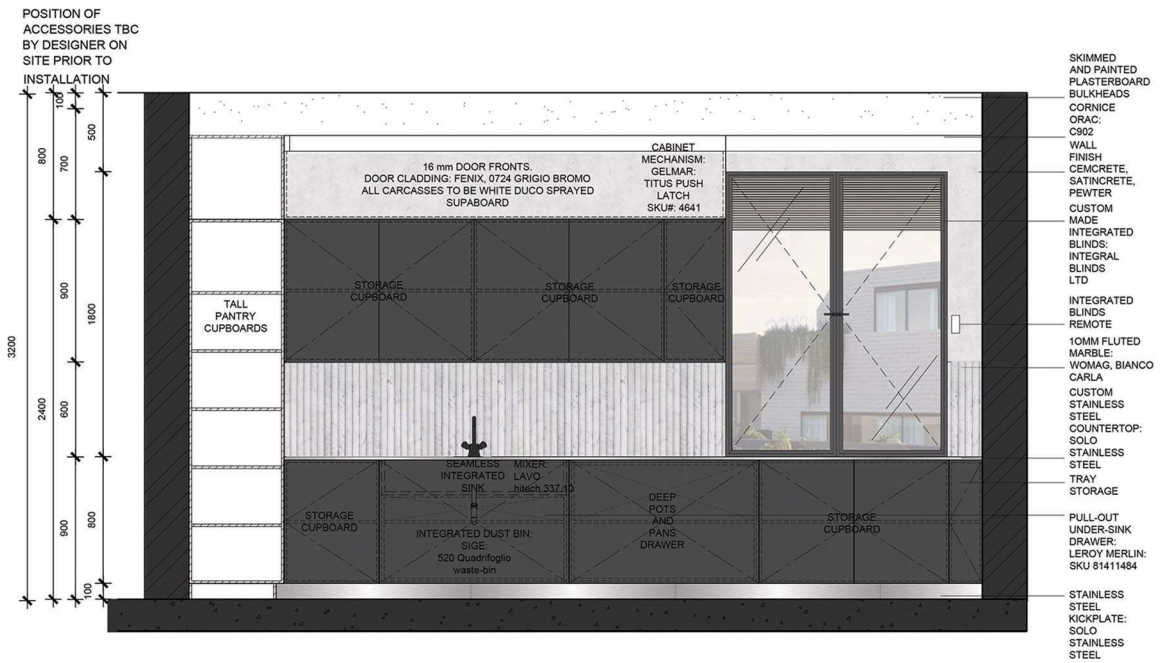 POSITION OF
ACCESSORIES TBC
BY DESIGNER ON
SITE PRIOR TO
INSTALLATION
100
500
800
700
900
1800
3200
2400
600
900
800
100
16 mm DOOR FRONTS.
DOOR CLADDING: FENIX, 0724 GRIGIO BROMO
ALL CARCASSES TO BE WHITE DUCO SPRAYED
SUPABOARD
CABINET
MECHANISM:
GELMAR:
TITUS PUSH
LATCH
SKU#: 4641
STORAGE
CUPBOARD
STORAGE
CUPBOARD
STORAGE
CUPBOARD
TALL
PANTRY
CUPBOARDS
SEAMLESS
INTEGRATED
SINK
MIXER:
LAVO
hitech 337.10
STORAGE
CUPBOARD
INTEGRATED DUST BIN:
SIGE:
520 Quadrifoglio
waste-bin
DEEP
POTS
AND
PANS
DRAWER
STORAGE
CUPBOARD
SKIMMED
AND PAINTED
PLASTERBOARD
BULKHEADS
CORNICE
ORAC:
C902
WALL
FINISH
CEMCRETE,
SATINCRETE,
PEWTER
CUSTOM
MADE
INTEGRATED
BLINDS:
INTEGRAL
BLINDS
LTD
INTEGRATED
BLINDS
REMOTE
1OMM FLUTED
MARBLE:
WOMAG, BIANCO
CARLA
CUSTOM
STAINLESS
STEEL
COUNTERTOP:
SOLO
STAINLESS
STEEL
TRAY
STORAGE
PULL-OUT
UNDER-SINK
DRAWER:
LEROY MERLIN:
SKU 81411484
STAINLESS
STEEL
KICKPLATE:
SOLO
STAINLESS
STEEL